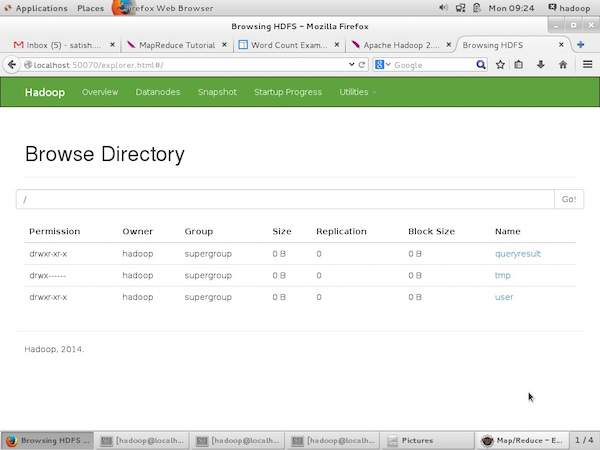 Applications Places Firefox Web Browser Mon 09:24 hadoop
Browsing HDFS - Mozilla Firefox
Inbox (5) - satish.... MapReduce Tutorial Word Count Exam... Apache Hadoop 2.... Browsing HDFS
localhost:50070/explorer.html#/ Google
Hadoop Overview Datanodes Snapshot Startup Progress Utilities
Browse Directory
/ Go!
Permission Owner Group Size Replication Block Size Name
drwxr-xr-x hadoop supergroup 0 B 0 0 B queryresult
drwx------ hadoop supergroup 0 B 0 0 B tmp
drwxr-xr-x hadoop supergroup 0 B 0 0 B user
Hadoop, 2014.
Browsing HDFS ... [hadoop@localh... [hadoop@localh... [hadoop@localh... Pictures Map/Reduce - E... 1 / 4